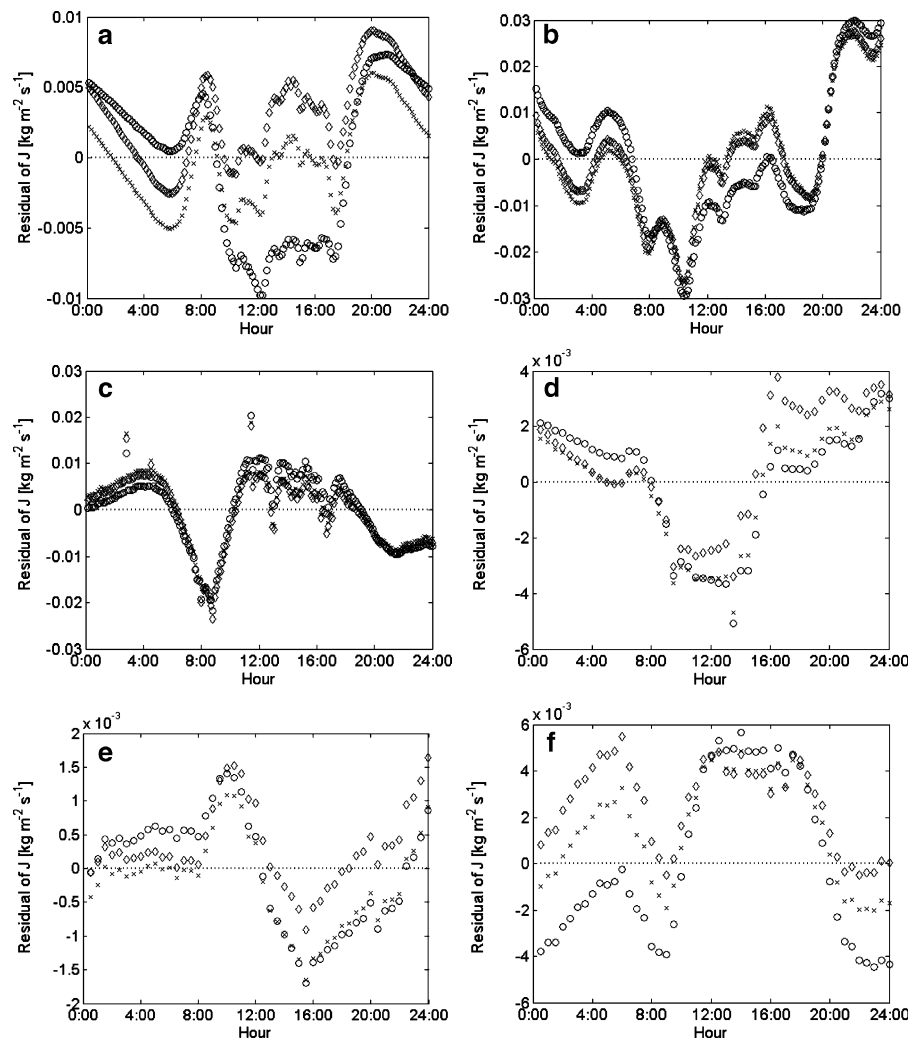 a
Residual of J [kg m-2 s-1]
0.01
0.005
0
-0.005
-0.01
0:00 4:00 8:00 12:00 16:00 20:00 24:00
Hour
b
Residual of J [kg m-2 s-1]
0.03
0.02
0.01
0
-0.01
-0.02
-0.03
0:00 4:00 8:00 12:00 16:00 20:00 24:00
Hour
c
Residual of J [kg m-2 s-1]
0.03
0.02
0.01
0
-0.01
-0.02
-0.03
0:00 4:00 8:00 12:00 16:00 20:00 24:00
Hour
x 10-3
d
Residual of J [kg m-2 s-1]
4
2
0
-2
-4
-6
0:00 4:00 8:00 12:00 16:00 20:00 24:00
Hour
x 10-3
e
Residual of J [kg m-2 s-1]
2
1.5
1
0.5
0
-0.5
-1
-1.5
-2
0:00 4:00 8:00 12:00 16:00 20:00 24:00
Hour
x 10-3
f
Residual of J [kg m-2 s-1]
6
4
2
0
-2
-4
-6
0:00 4:00 8:00 12:00 16:00 20:00 24:00
Hour